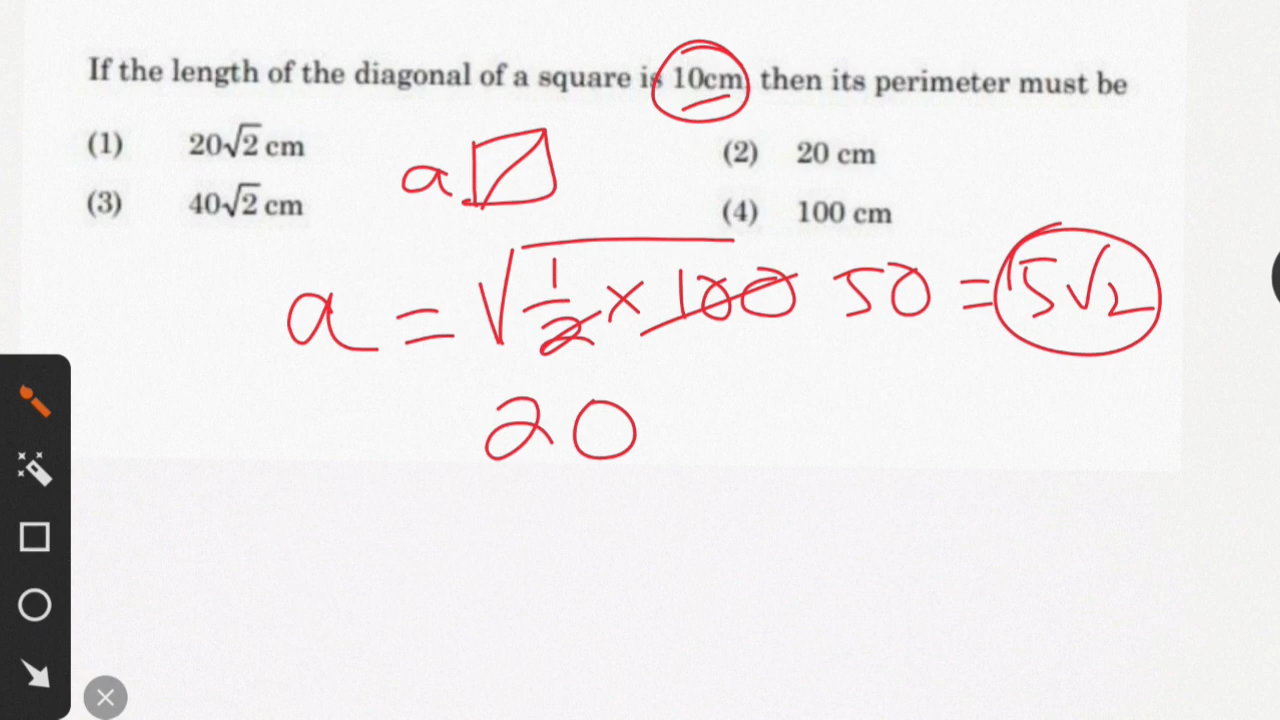 If the length of the diagonal of a square is 10cm, then its perimeter must be
(1) 20√2 cm
(2) 20 cm
(3) 40√2 cm
(4) 100 cm
a
a = √1/2 × 100 50 = 5√2
20